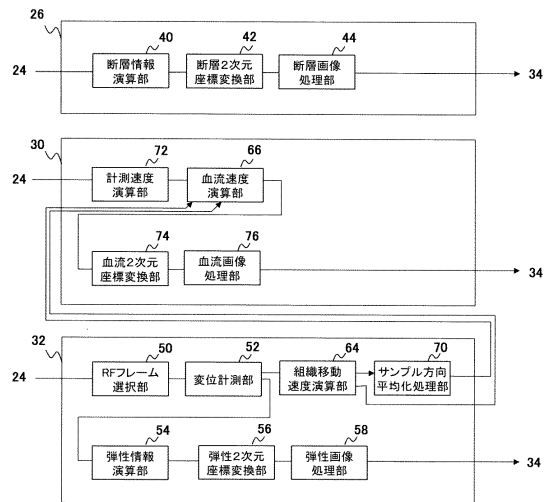 26
40
42
44
24
断層情報
演算部
断層2次元
座標変換部
断層画像
処理部
34
30
72
66
24
計測速度
演算部
血流速度
演算部
74
76
血流2次元
座標変換部
血流画像
処理部
34
32
50
52
64
70
24
RFフレーム
選択部
変位計測部
組織移動
速度演算部
サンプル方向
平均化処理部
54
56
58
弾性情報
演算部
弾性2次元
座標変換部
弾性画像
処理部
34